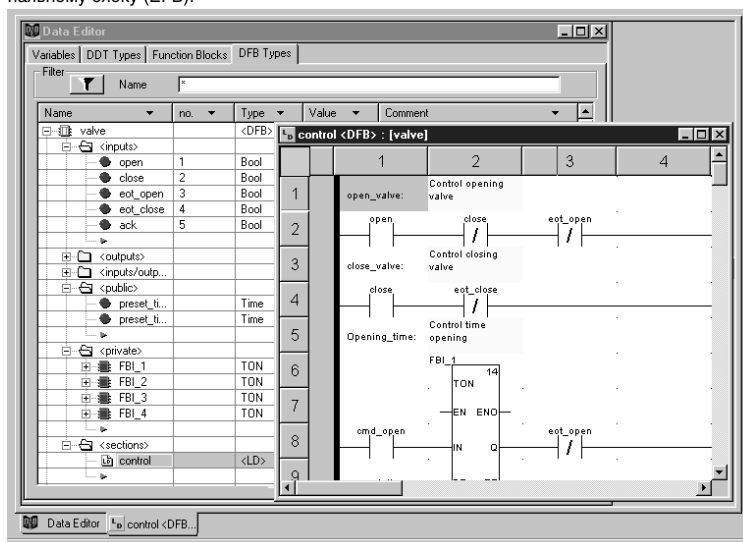 нальному блоку (EFB).
Data Editor
Variables DDT Types Function Blocks DFB Types
Filter
Name *
Name no. Type Value Comment
valve <DFB>
<inputs>
open 1 Bool
close 2 Bool
eot_open 3 Bool
eot_close 4 Bool
ack 5 Bool
<outputs>
<inputs/outp...
<public>
preset_ti... Time
preset_ti... Time
<private>
FBI_1 TON
FBI_2 TON
FBI_3 TON
FBI_4 TON
<sections>
control <LD>
control <DFB> : [valve]
1 2 3 4
1 open_valve: Control opening
valve
2 open close eot_open
3 close_valve: Control closing
valve
4 close eot_close
5 Opening_time: Control time
opening
6 FBI_1 14
TON
7 EN ENO
8 cmd_open IN Q eot_open
9
Data Editor control <DFB...